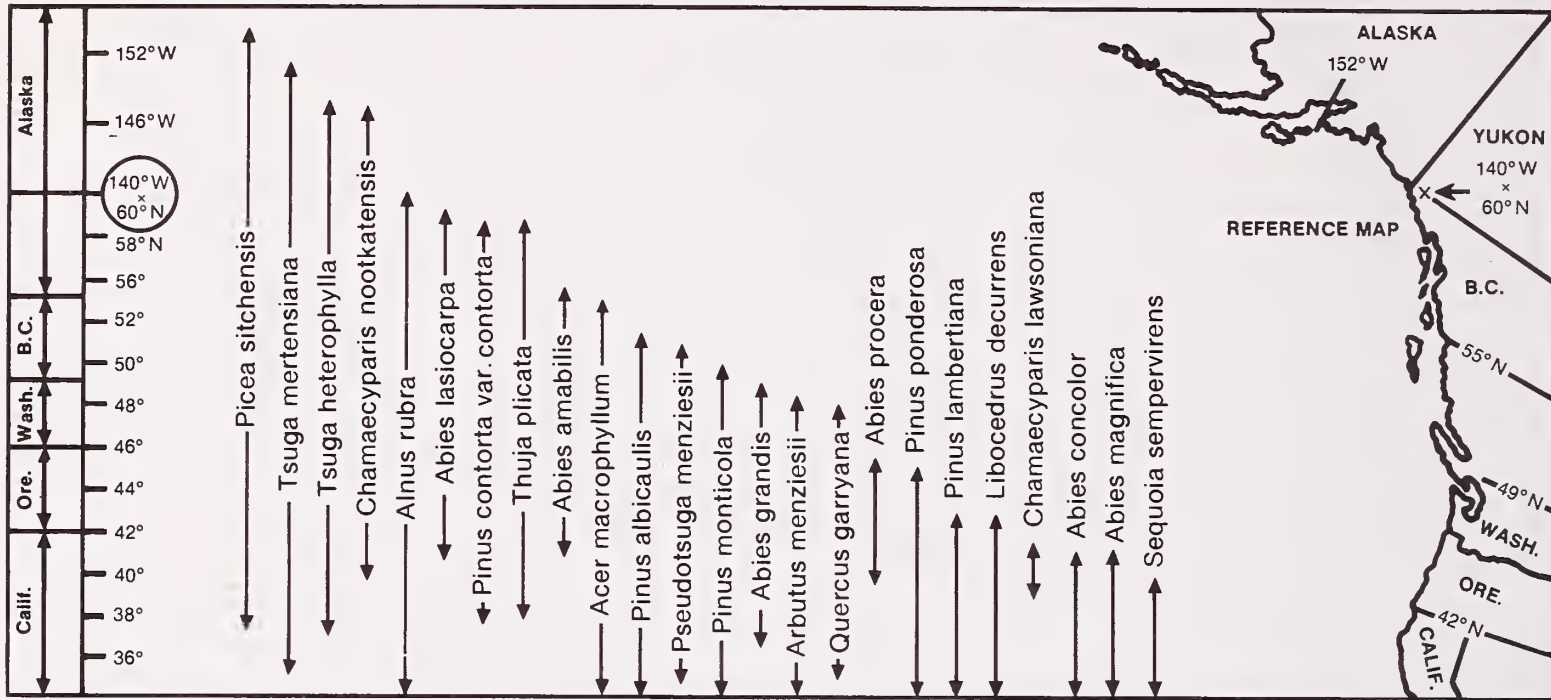 Alaska
B.C.
Wash.
Ore.
Calif.
152°W
146°W
140°W
×
60°N
58°N
56°
52°
50°
48°
46°
44°
42°
40°
38°
36°
Picea sitchensis
Tsuga mertensiana
Tsuga heterophylla
Chamaecyparis nootkatensis
Alnus rubra
Abies lasiocarpa
Pinus contorta var. contorta
Thuja plicata
Abies amabilis
Acer macrophyllum
Pinus albicaulis
Pseudotsuga menziesii
Pinus monticola
Abies grandis
Arbutus menziesii
Quercus garryana
Abies procera
Pinus ponderosa
Pinus lambertiana
Libocedrus decurrens
Chamaecyparis lawsoniana
Abies concolor
Abies magnifica
Sequoia sempervirens
ALASKA
152°W
YUKON
140°W
×
60°N
REFERENCE MAP
B.C.
55°N
49°N
WASH.
ORE.
42°N
CALIF.